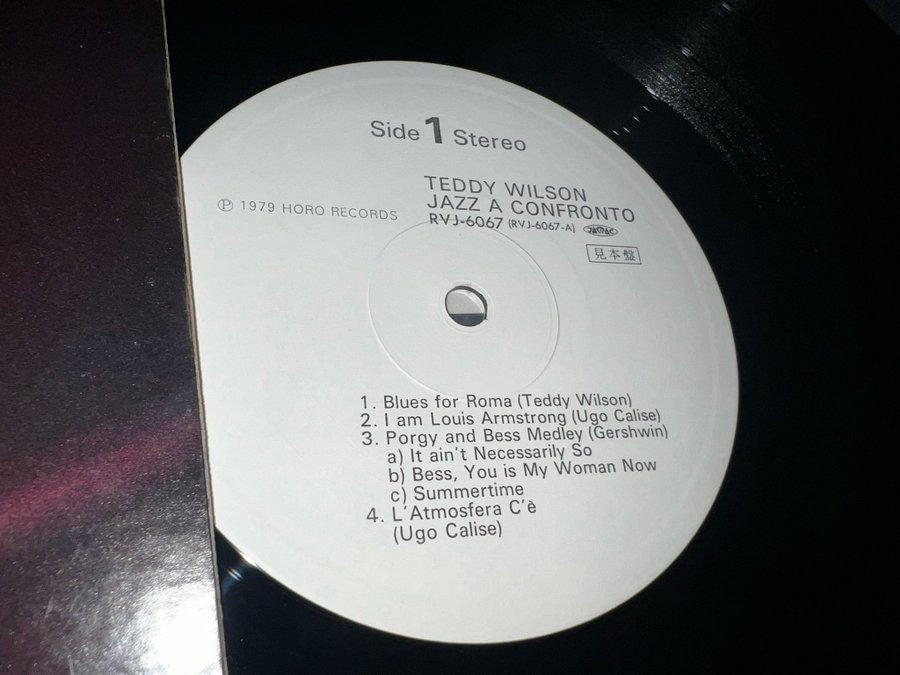 Side 1 Stereo
TEDDY WILSON
JAZZ A CONFRONTO
Ⓟ 1979 HORO RECORDS
RVJ-6067 (RVJ-6067-A)
見本盤
1. Blues for Roma (Teddy Wilson)
2. I am Louis Armstrong (Ugo Calise)
3. Porgy and Bess Medley (Gershwin)
a) It ain't Necessarily So
b) Bess, You is My Woman Now
c) Summertime
4. L'Atmosfera C'è
(Ugo Calise)